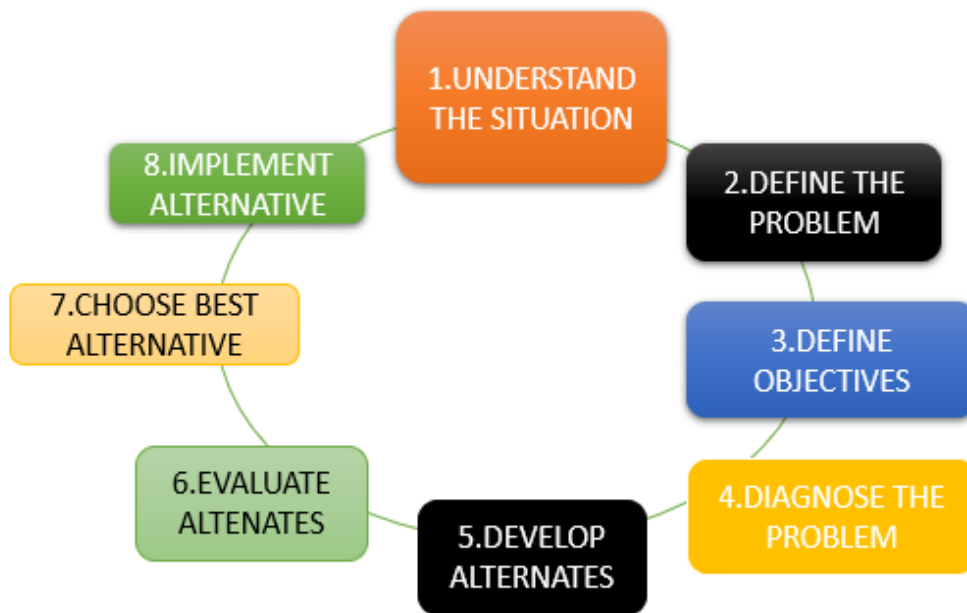 1.UNDERSTAND
THE SITUATION
2.DEFINE THE
PROBLEM
3.DEFINE
OBJECTIVES
4.DIAGNOSE THE
PROBLEM
5.DEVELOP
ALTERNATES
6.EVALUATE
ALTENATES
7.CHOOSE BEST
ALTERNATIVE
8.IMPLEMENT
ALTERNATIVE